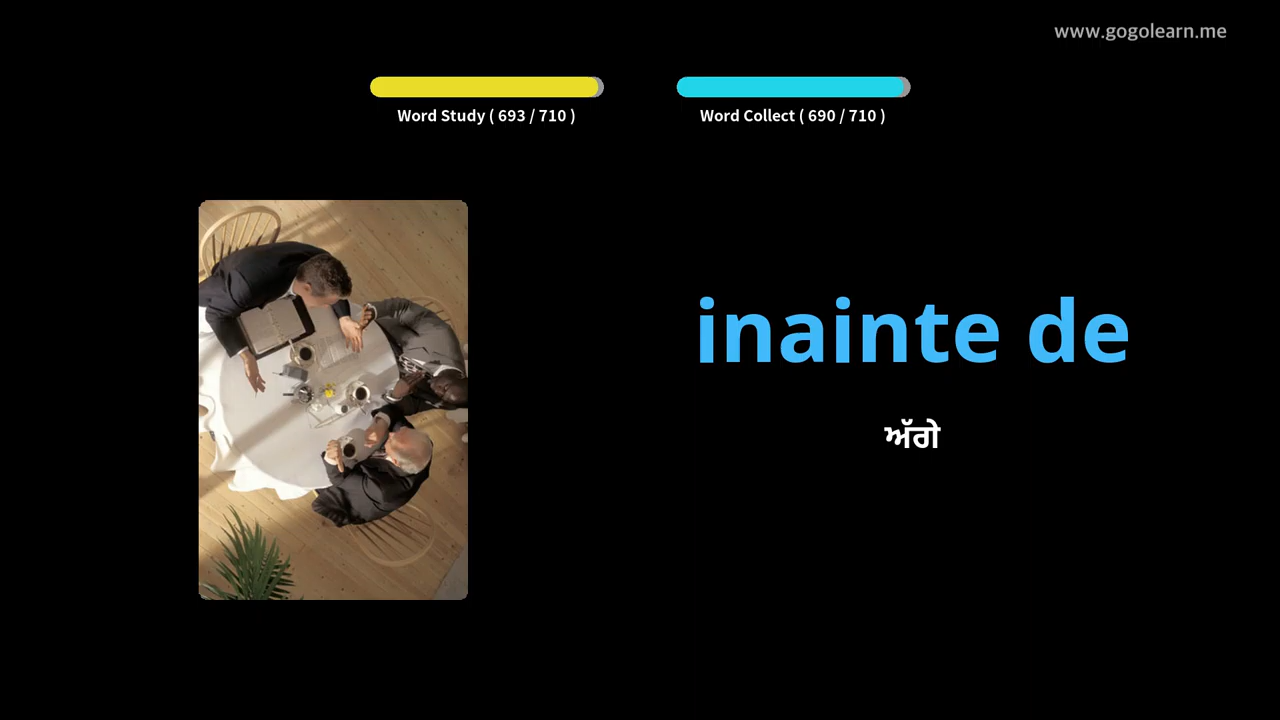 www.gogolearn.me
Word Study ( 693 / 710 )
Word Collect ( 690 / 710 )
inainte de
ਅੱਗੇ